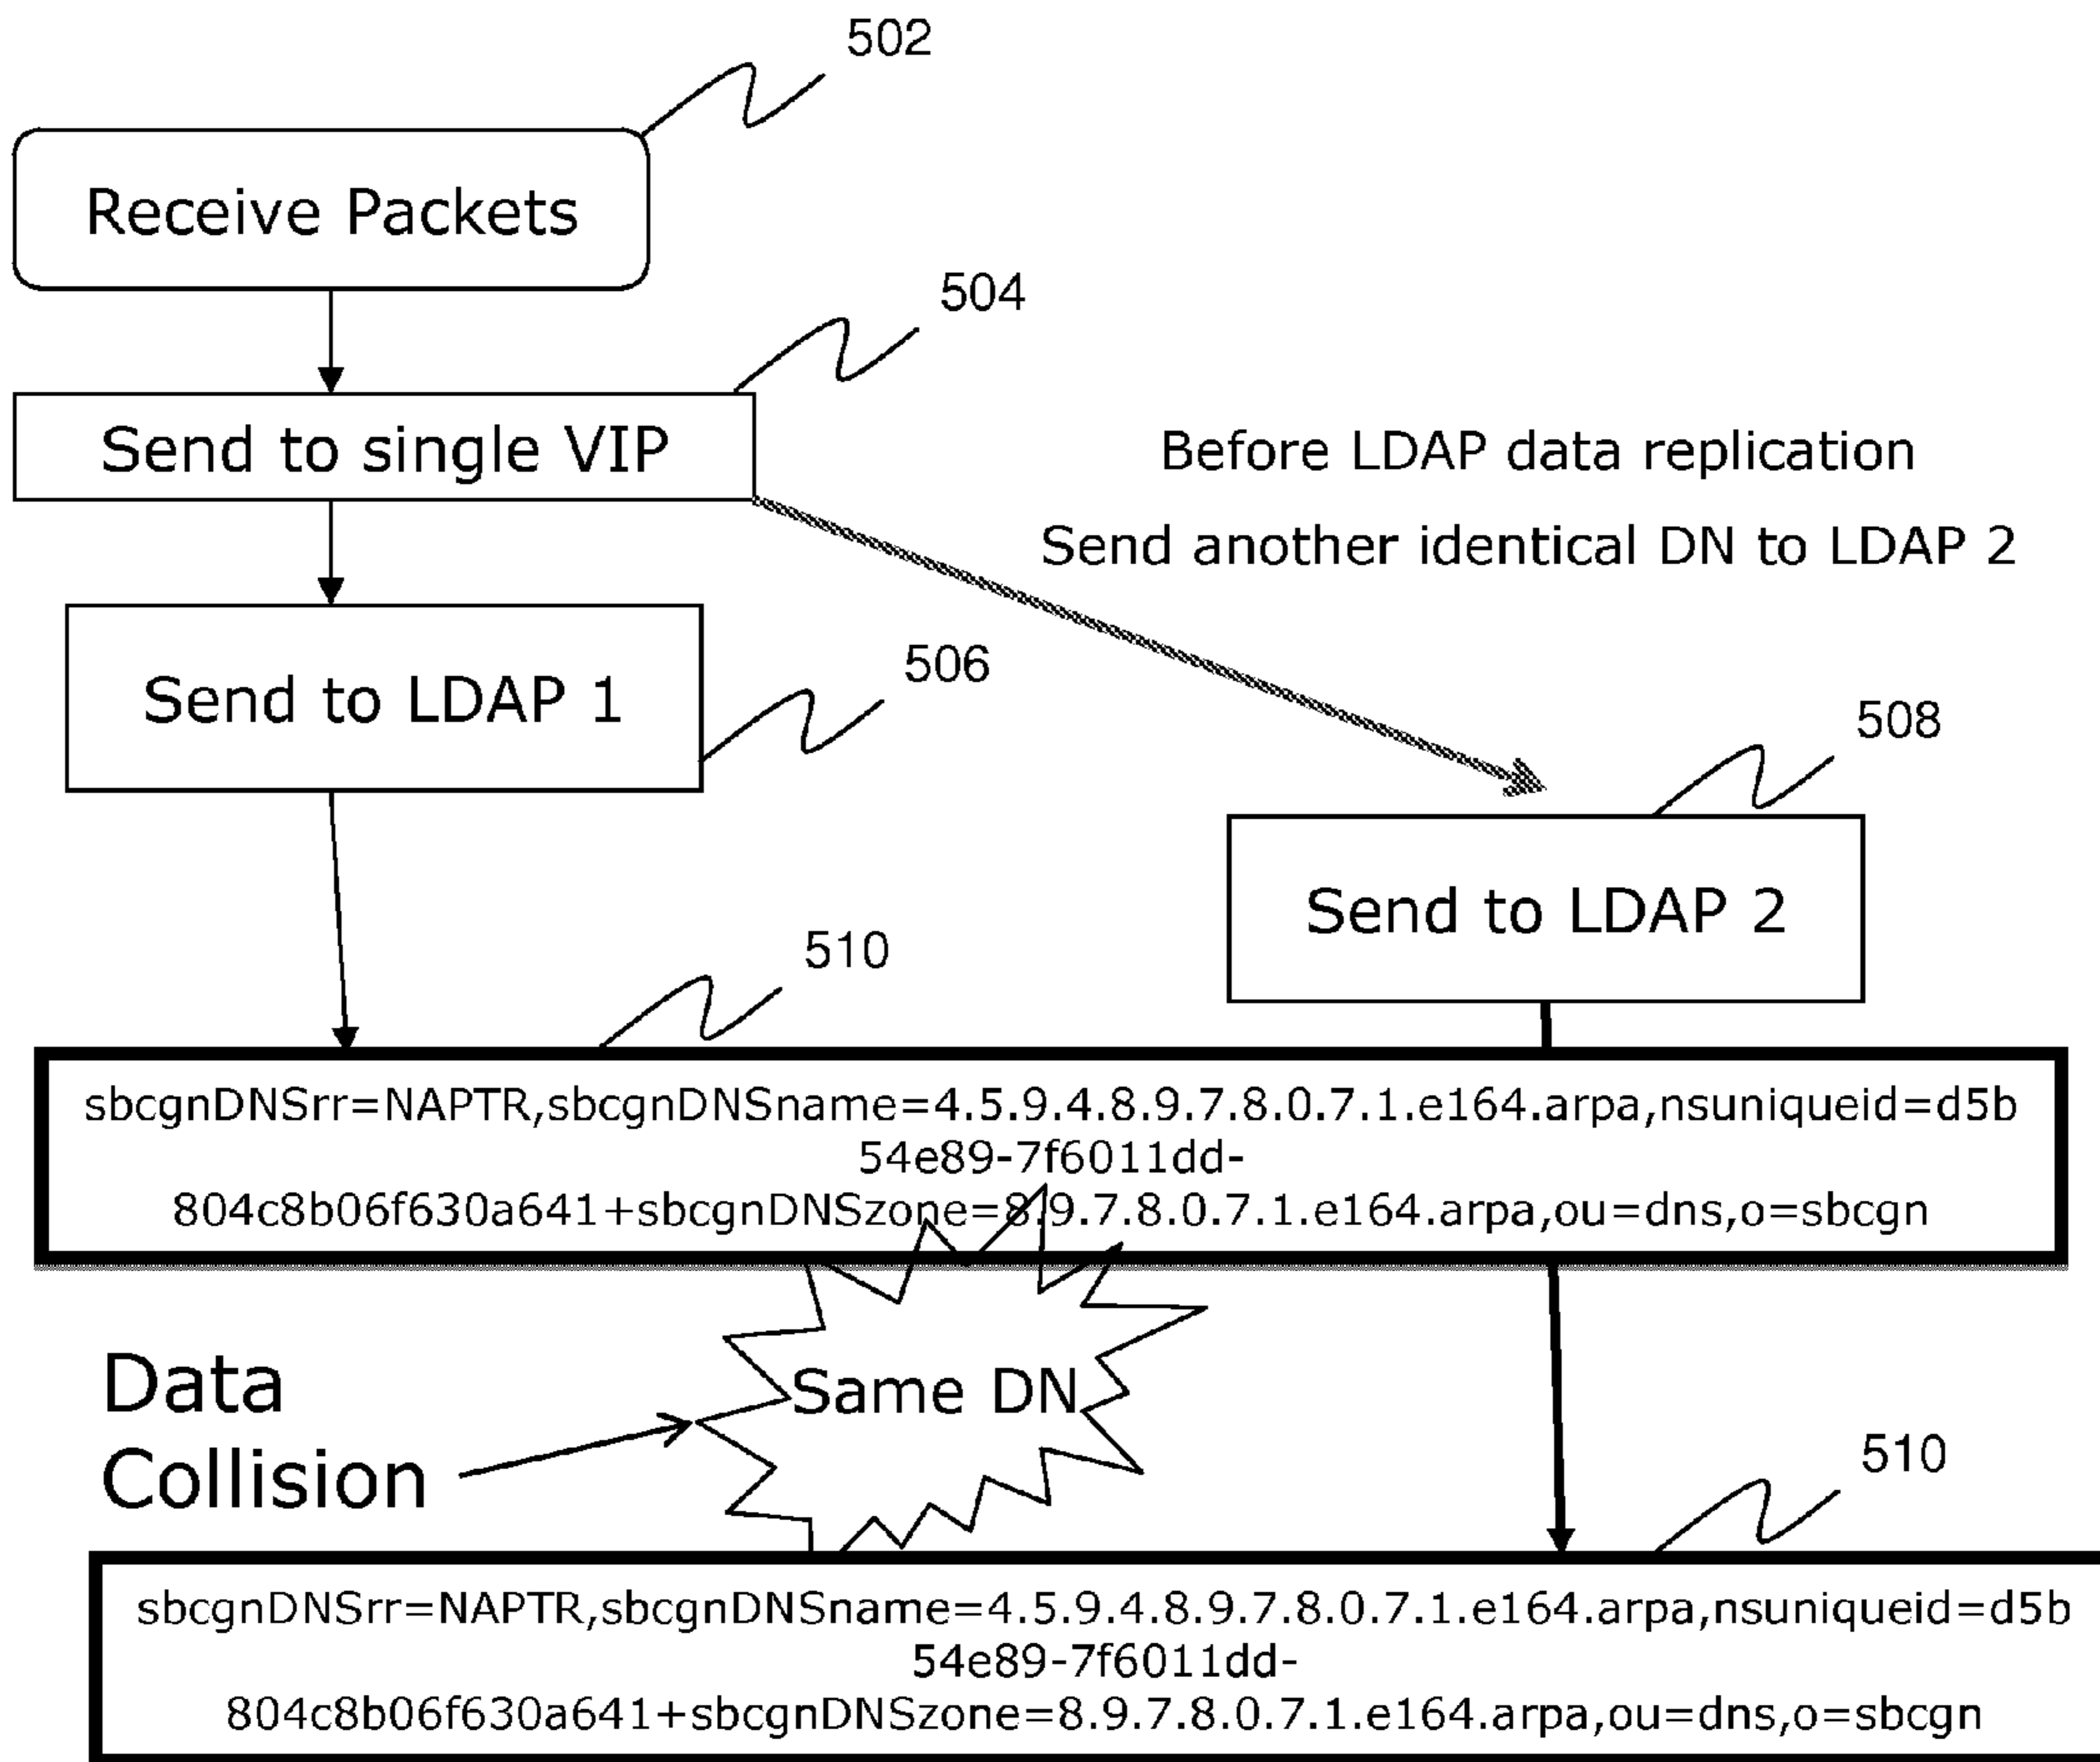 502
Receive Packets
504
Send to single VIP
Before LDAP data replication
Send another identical DN to LDAP 2
506
Send to LDAP 1
508
Send to LDAP 2
510
sbcgnDNSrr=NAPTR,sbcgnDNSname=4.5.9.4.8.9.7.8.0.7.1.e164.arpa,nsuniqueid=d5b
54e89-7f6011dd-
804c8b06f630a641+sbcgnDNSzone=8.9.7.8.0.7.1.e164.arpa,ou=dns,o=sbcgn
Data
Collision
Same DN
510
sbcgnDNSrr=NAPTR,sbcgnDNSname=4.5.9.4.8.9.7.8.0.7.1.e164.arpa,nsuniqueid=d5b
54e89-7f6011dd-
804c8b06f630a641+sbcgnDNSzone=8.9.7.8.0.7.1.e164.arpa,ou=dns,o=sbcgn